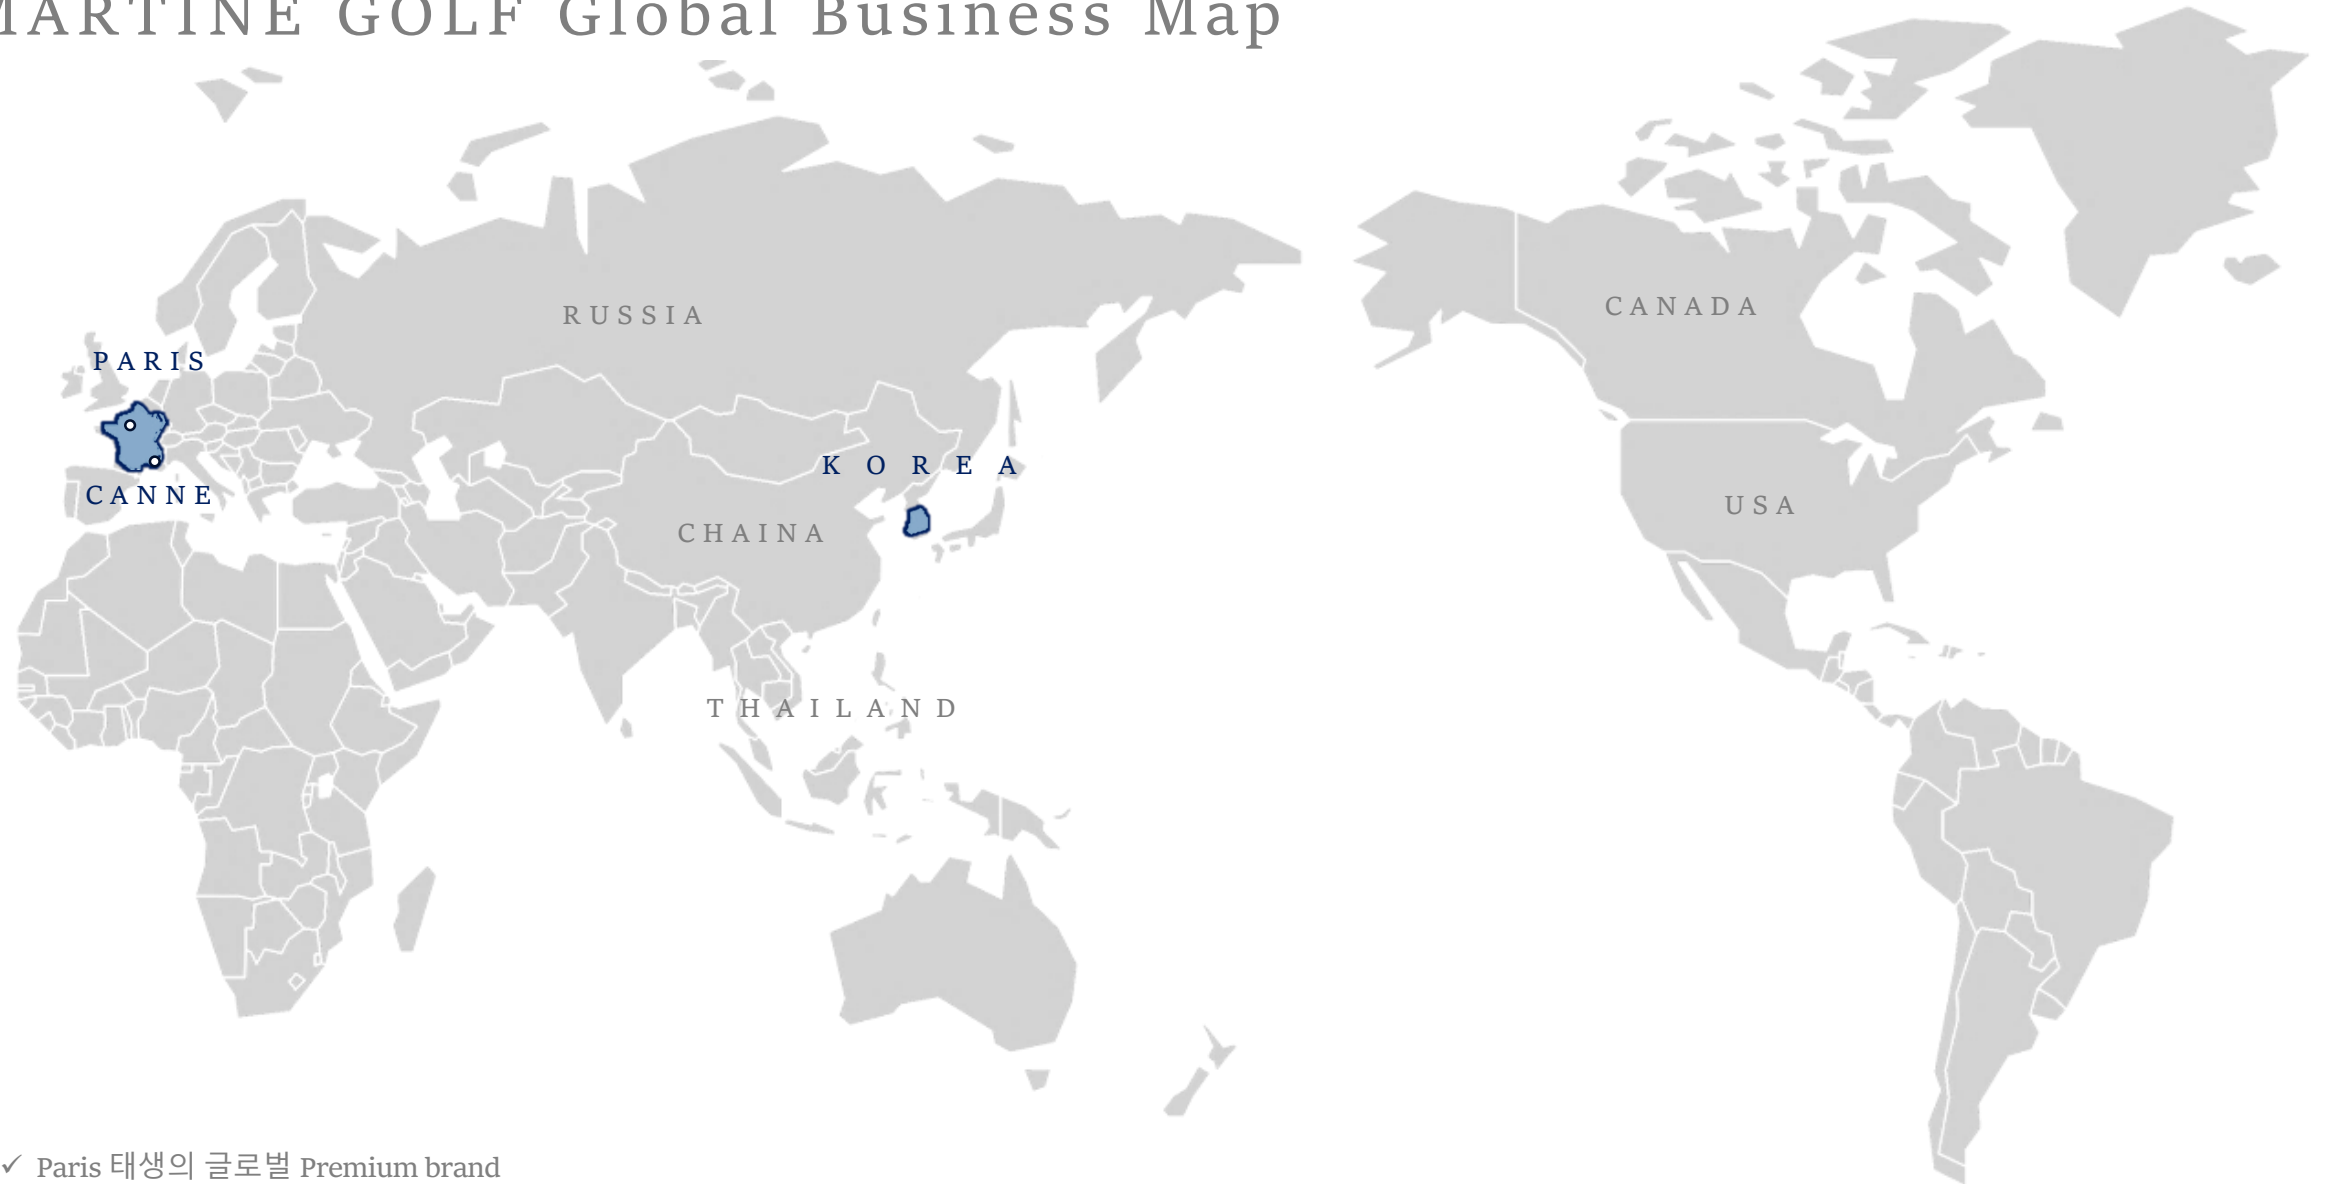 MARTINE GOLF Global Business Map
RUSSIA
CANADA
PARIS
KOREA
CANNE
USA
CHAINA
THAILAND
✓ Paris 태생의 글로벌 Premium brand